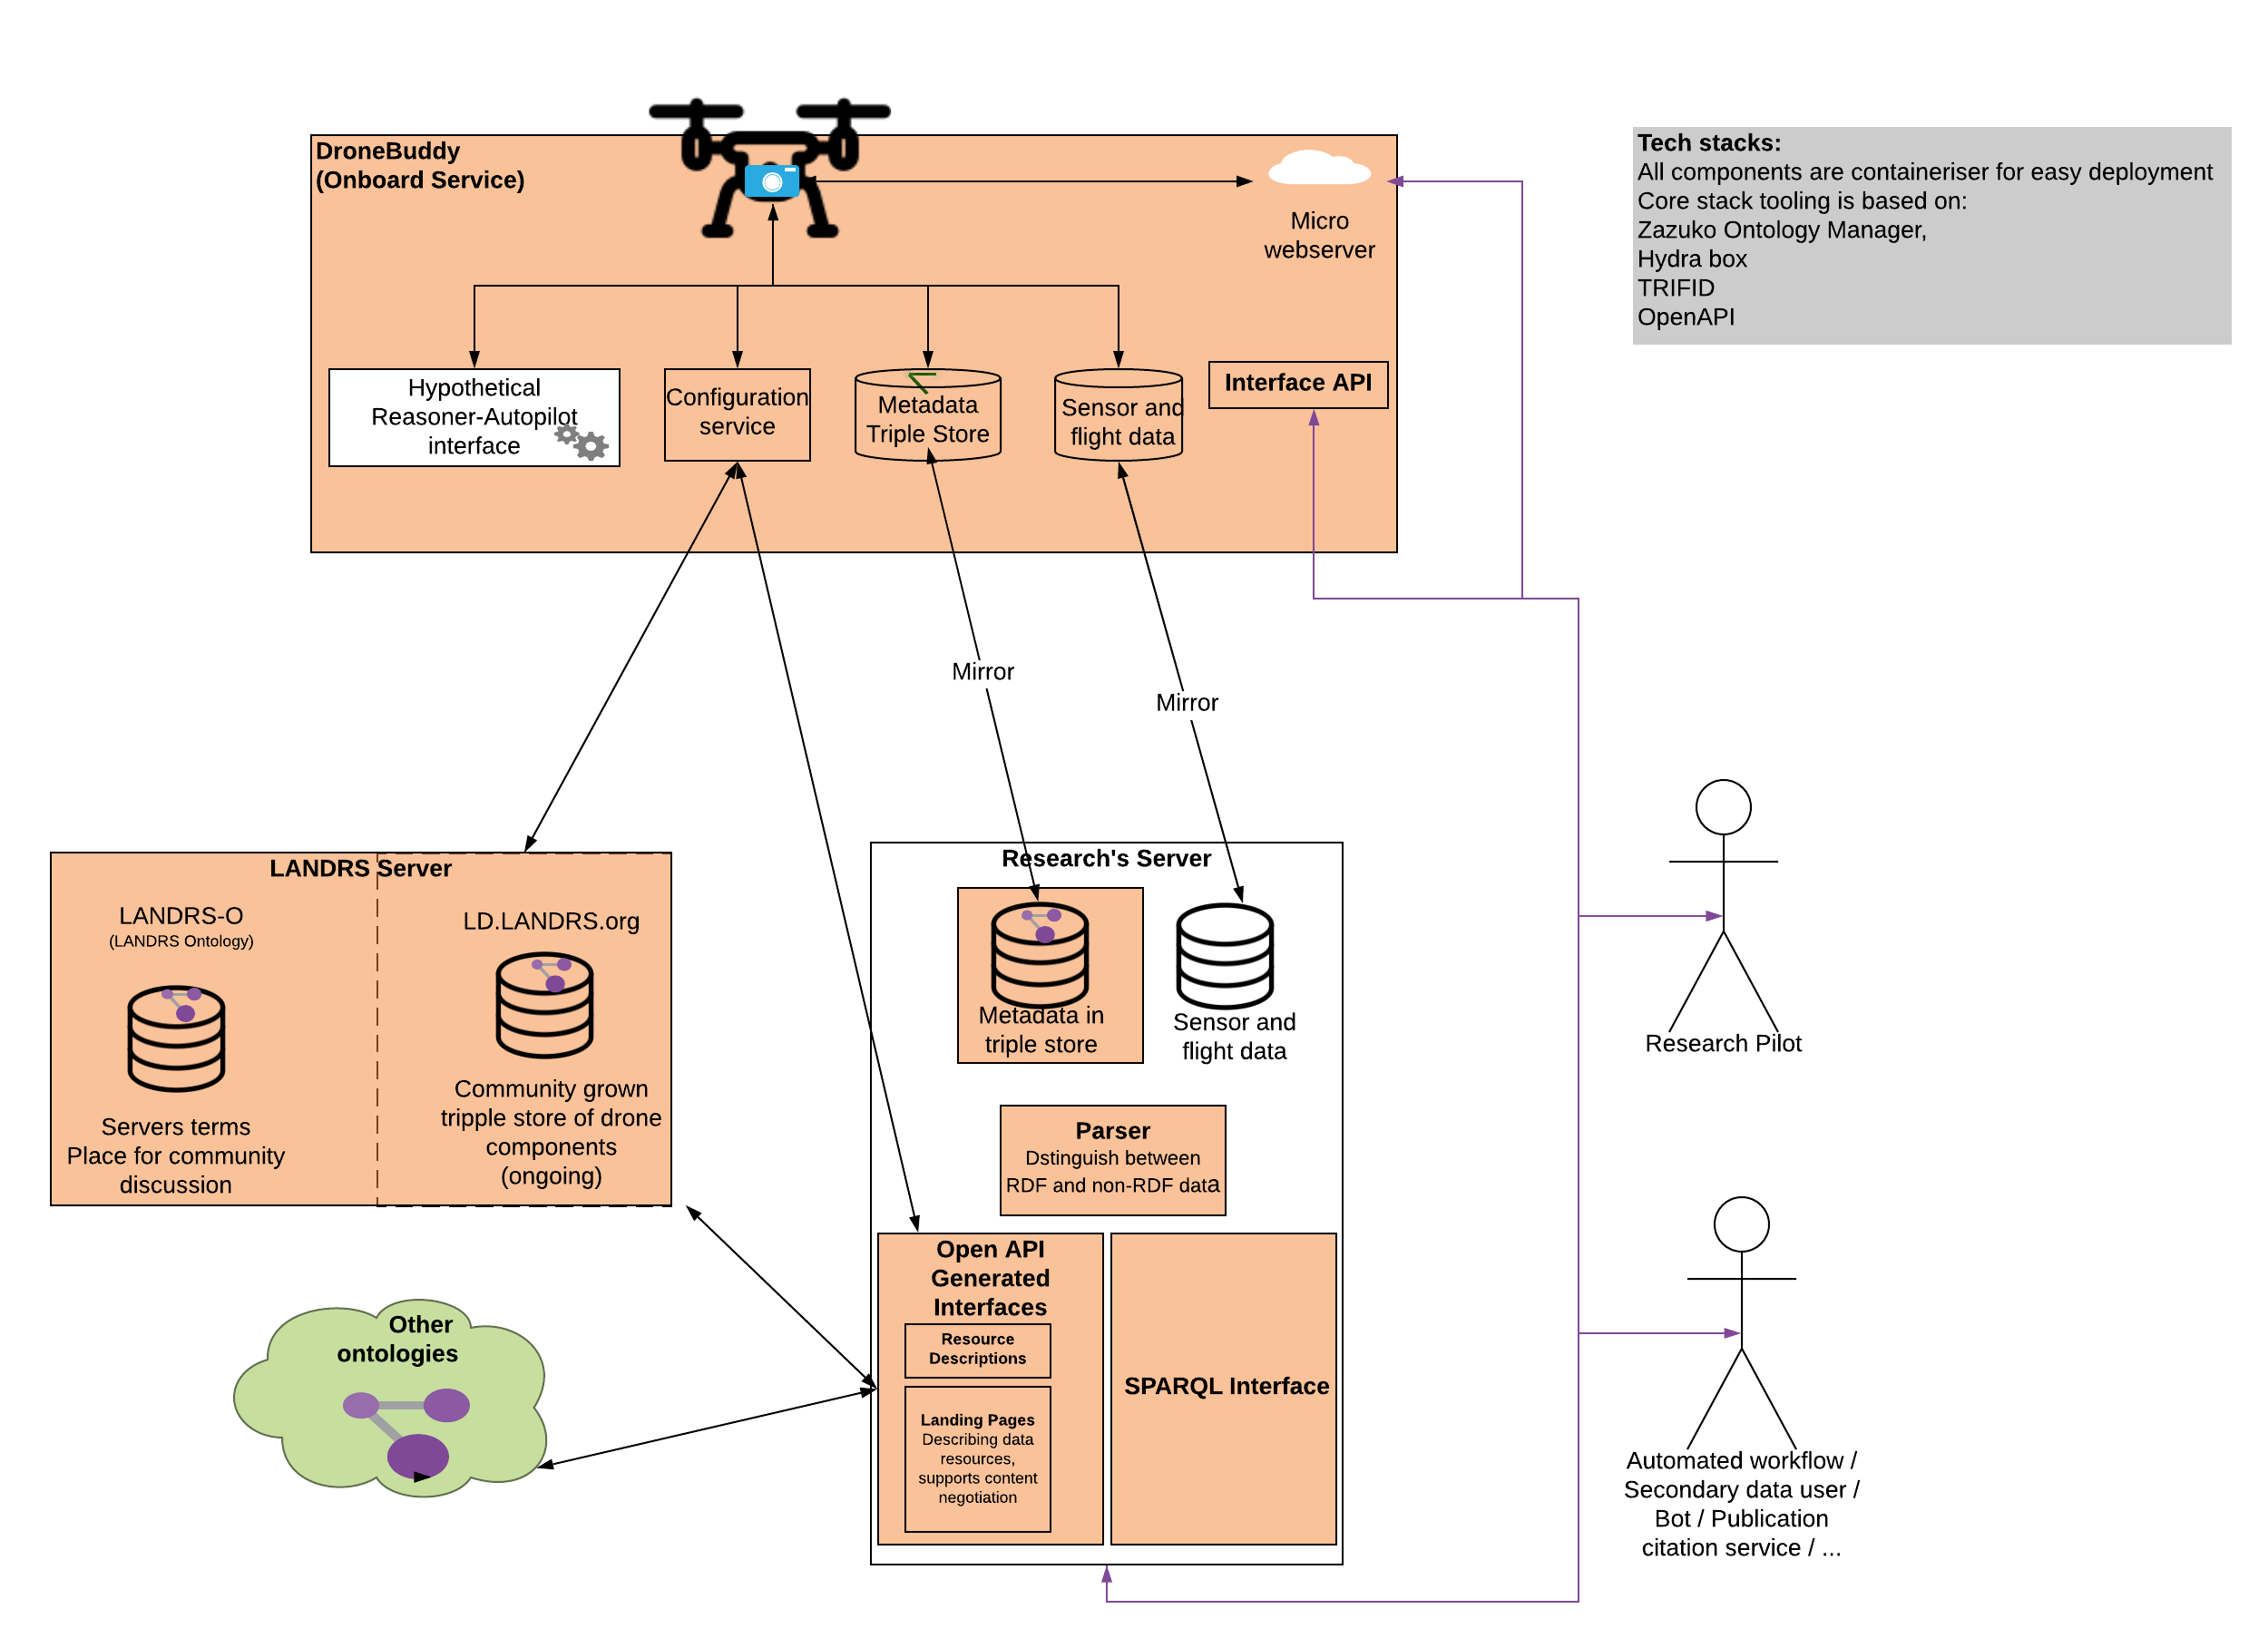 DroneBuddy
(Onboard Service)
Micro
webserver
Tech stacks:
All components are containeriser for easy deployment
Core stack tooling is based on:
Zazuko Ontology Manager,
Hydra box
TRIFID
OpenAPI
Hypothetical
Reasoner-Autopilot
interface
Configuration
service
Metadata
Triple Store
Sensor and
flight data
Interface API
Mirror
Mirror
LANDRS Server
LANDRS-O
(LANDRS Ontology)
Servers terms
Place for community
discussion
LD.LANDRS.org
Community grown
tripple store of drone
components
(ongoing)
Research's Server
Metadata in
triple store
Sensor and
flight data
Parser
Dstinguish between
RDF and non-RDF data
Open API
Generated
Interfaces
Resource
Descriptions
Landing Pages
Describing data
resources,
supports content
negotiation
SPARQL Interface
Other
ontologies
Research Pilot
Automated workflow /
Secondary data user /
Bot / Publication
citation service / ...